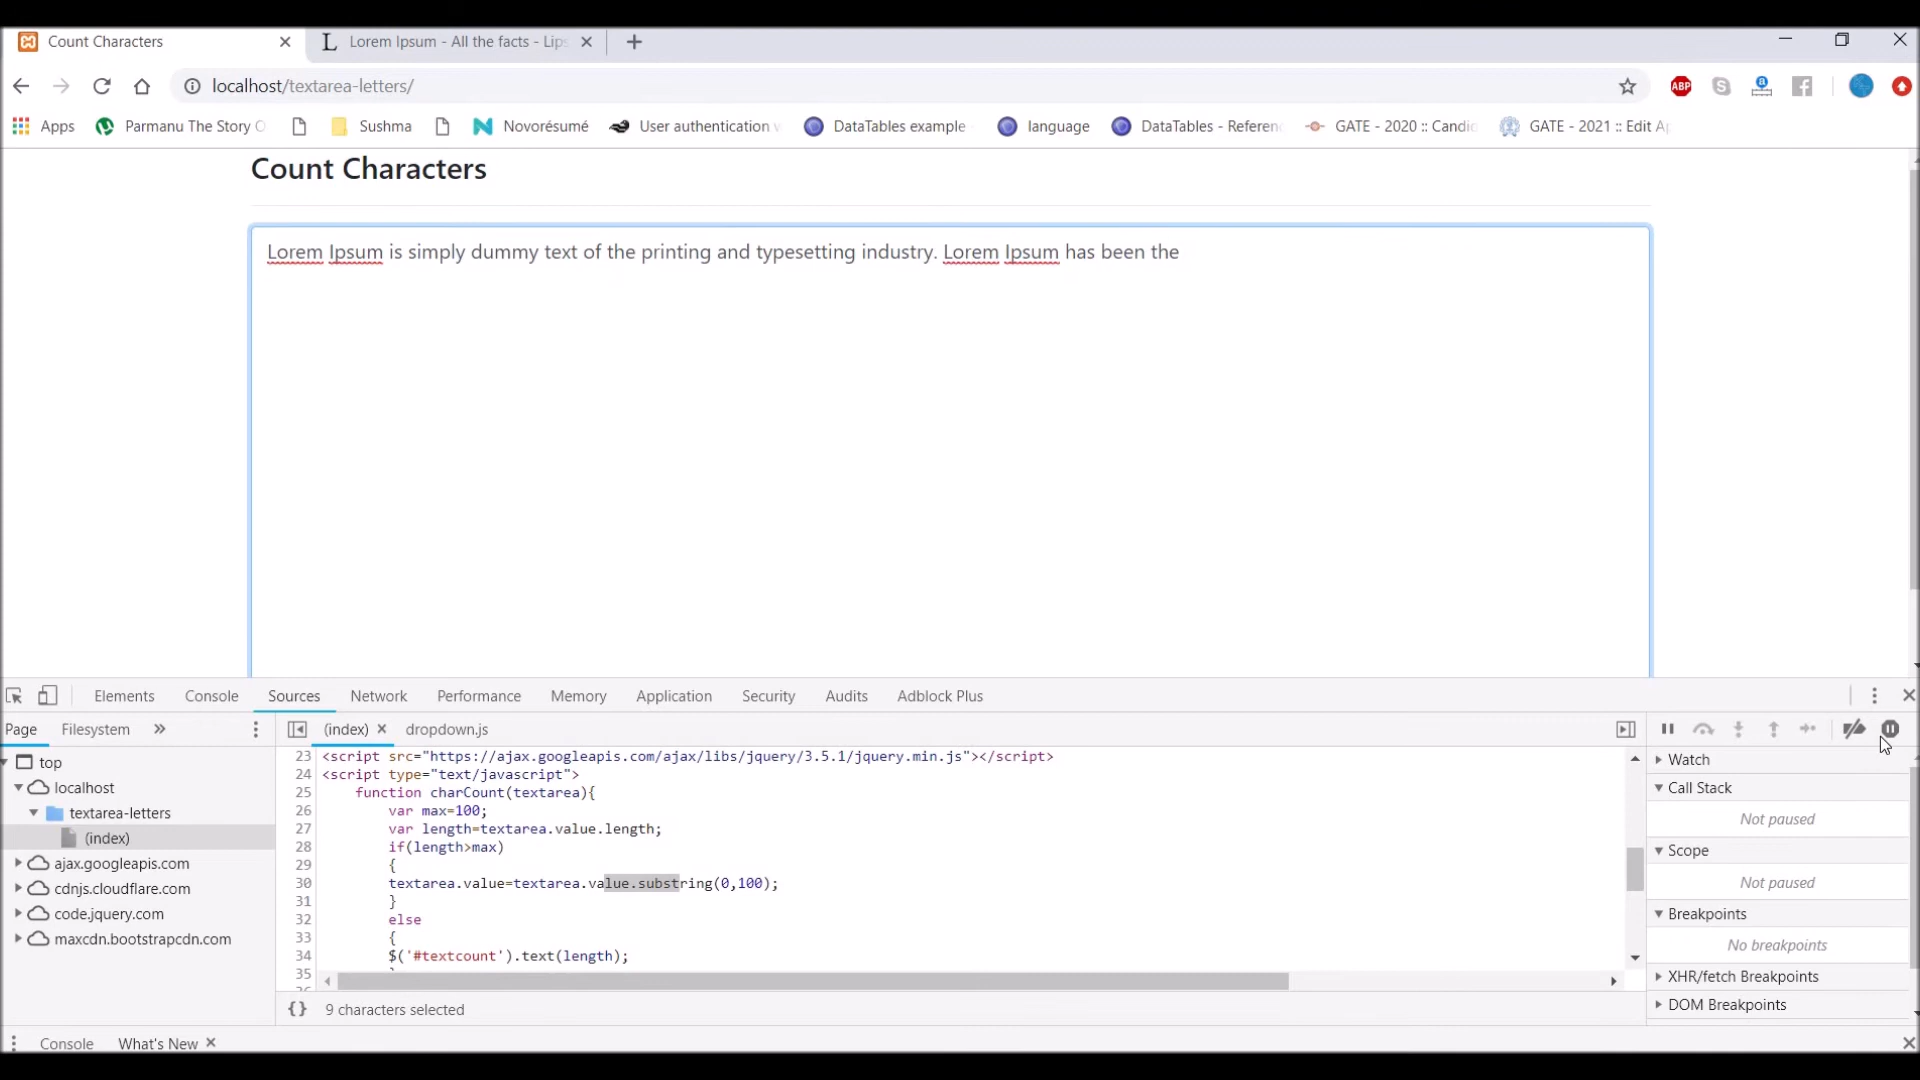 Count Characters
Lorem Ipsum - All the facts - Lips
localhost/textarea-letters/
ABP
Apps
Parmanu The Story O
Sushma
Novorésumé
User authentication
DataTables example
language
DataTables - Referen
GATE - 2020 :: Candid
GATE - 2021 :: Edit Ap
Count Characters
Lorem Ipsum is simply dummy text of the printing and typesetting industry. Lorem Ipsum has been the
Elements Console Sources Network Performance Memory Application Security Audits Adblock Plus
Page Filesystem
(index) dropdown.js
top
localhost
textarea-letters
(index)
ajax.googleapis.com
cdnjs.cloudflare.com
code.jquery.com
maxcdn.bootstrapcdn.com
23 <script src="https://ajax.googleapis.com/ajax/libs/jquery/3.5.1/jquery.min.js"></script>
24 <script type="text/javascript">
25 function charCount(textarea){
26 var max=100;
27 var length=textarea.value.length;
28 if(length>max)
29 {
30 textarea.value=textarea.value.substring(0,100);
31 }
32 else
33 {
34 $('#textcount').text(length);
35
{} 9 characters selected
Watch
Call Stack
Not paused
Scope
Not paused
Breakpoints
No breakpoints
XHR/fetch Breakpoints
DOM Breakpoints
Console What's New